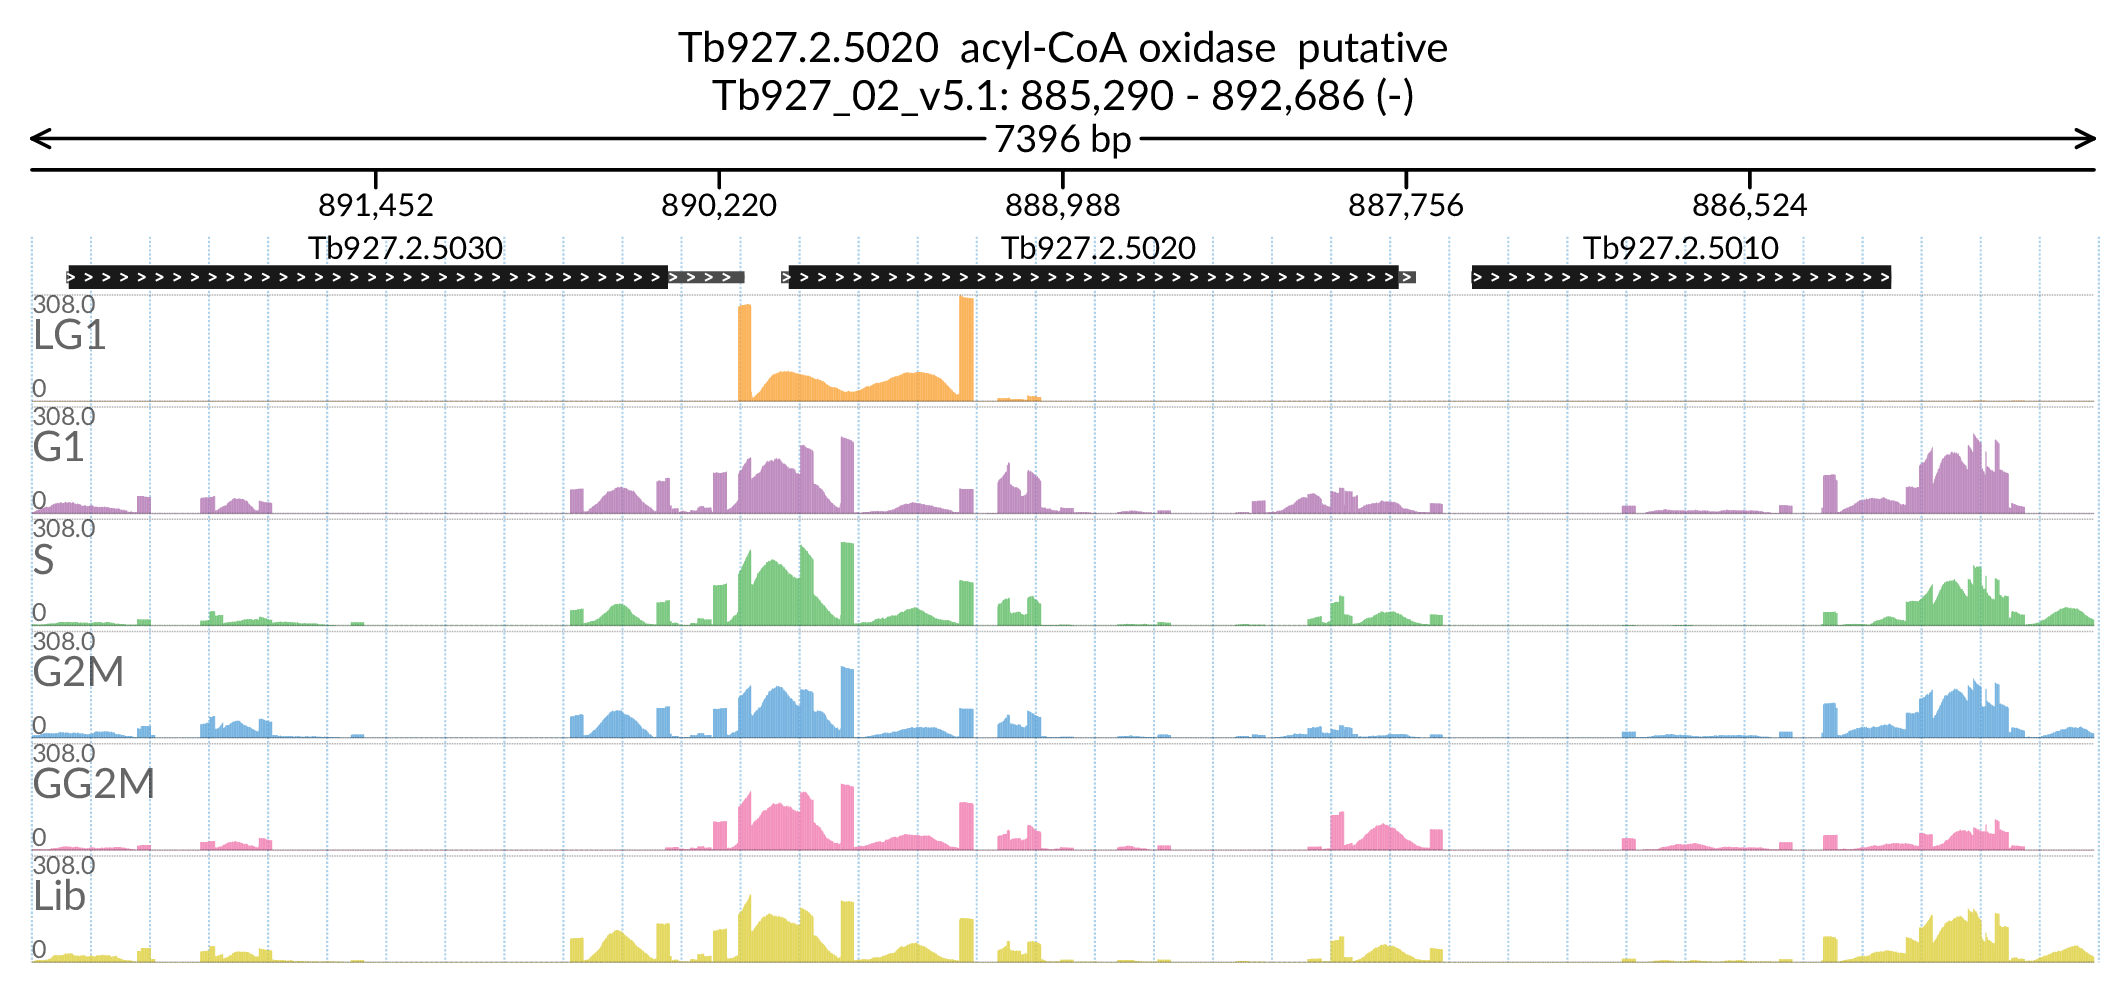 Tb927.2.5020 acyl-CoA oxidase putative
Tb927_02_v5.1: 885,290 - 892,686 (-)
7396 bp
891,452 890,220 888,988 887,756 886,524
Tb927.2.5030 Tb927.2.5020 Tb927.2.5010
308.0
LG1
0
308.0
G1
0
308.0
S
0
308.0
G2M
0
308.0
GG2M
0
308.0
Lib
0